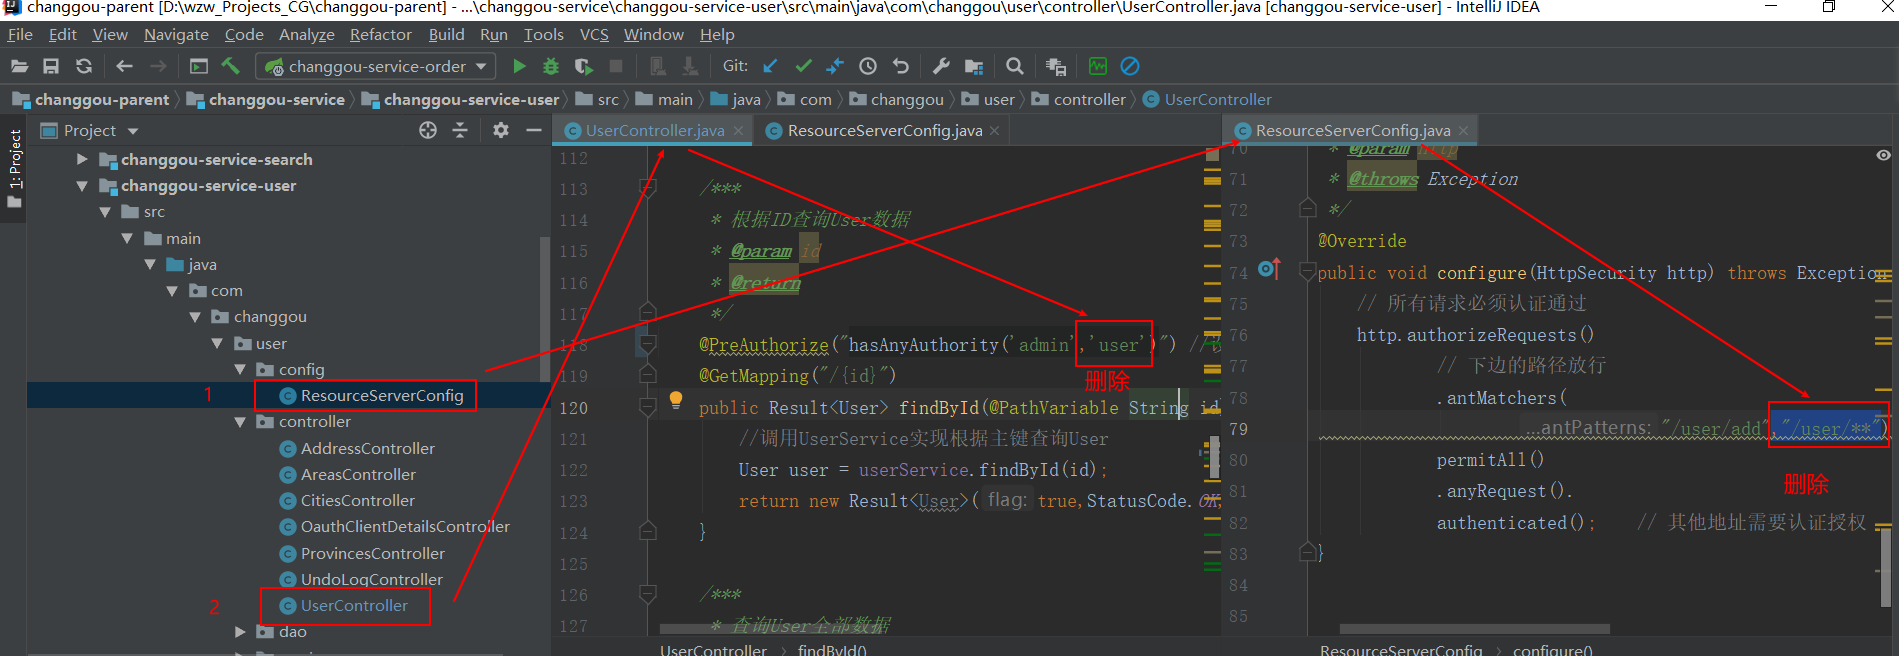 changgou-parent [D:\wzw_Projects_CG\changgou-parent] - ...\changgou-service\changgou-service-user\src\main\java\com\changgou\user\controller\UserController.java [changgou-service-user] - IntelliJ IDEA
File Edit View Navigate Code Analyze Refactor Build Run Tools VCS Window Help
changgou-service-order Git:
changgou-parent changgou-service changgou-service-user src main java com changgou user controller UserController
1: Project
Project
changgou-service-search
changgou-service-user
src
main
java
com
changgou
user
config
1 ResourceServerConfig
controller
AddressController
AreasController
CitiesController
OauthClientDetailsController
ProvincesController
UndoLogController
2 UserController
dao
UserController.java ResourceServerConfig.java
112
113 /***
114 * 根据ID查询User数据
115 * @param id
116 * @return
117 */
118 @PreAuthorize("hasAnyAuthority('admin','user')") //
删除
119 @GetMapping("/{id}")
120 public Result<User> findById(@PathVariable String id
121 //调用UserService实现根据主键查询User
122 User user = userService.findById(id);
123 return new Result<User>( flag: true,StatusCode.OK,
124 }
125
126 /***
127 * 查询User全部数据
UserController findById()
ResourceServerConfig.java
70 * @param http
71 * @throws Exception
72 */
73 @Override
74 public void configure(HttpSecurity http) throws Exception
75 // 所有请求必须认证通过
76 http.authorizeRequests()
77 // 下边的路径放行
78 .antMatchers(
79 ...antPatterns: "/user/add","/user/**")
80 permitAll()
删除
81 .anyRequest().
82 authenticated(); // 其他地址需要认证授权
83 }
84
85
ResourceServerConfig configure()